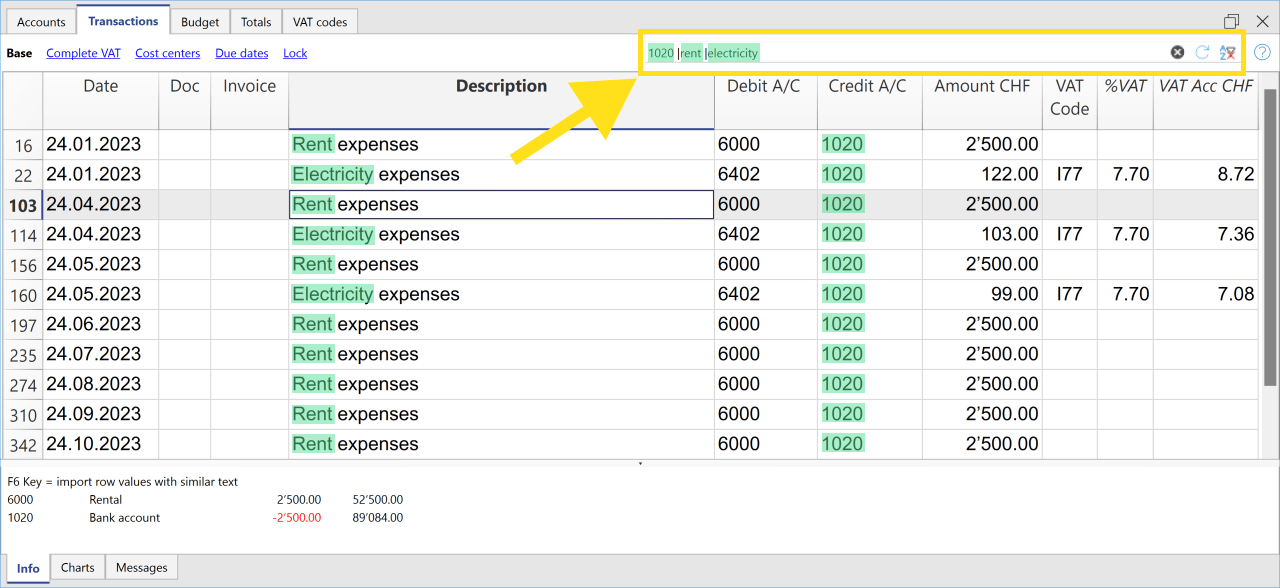 Accounts Transactions Budget Totals VAT codes
Base Complete VAT Cost centers Due dates Lock 1020 |rent |electricity
Date Doc Invoice Description Debit A/C Credit A/C Amount CHF VAT Code %VAT VAT Acc CHF
16 24.01.2023 Rent expenses 6000 1020 2’500.00
22 24.01.2023 Electricity expenses 6402 1020 122.00 I77 7.70 8.72
103 24.04.2023 Rent expenses 6000 1020 2’500.00
114 24.04.2023 Electricity expenses 6402 1020 103.00 I77 7.70 7.36
156 24.05.2023 Rent expenses 6000 1020 2’500.00
160 24.05.2023 Electricity expenses 6402 1020 99.00 I77 7.70 7.08
197 24.06.2023 Rent expenses 6000 1020 2’500.00
235 24.07.2023 Rent expenses 6000 1020 2’500.00
274 24.08.2023 Rent expenses 6000 1020 2’500.00
310 24.09.2023 Rent expenses 6000 1020 2’500.00
342 24.10.2023 Rent expenses 6000 1020 2’500.00
F6 Key = import row values with similar text
6000 Rental 2’500.00 52’500.00
1020 Bank account -2’500.00 89’084.00
Info Charts Messages